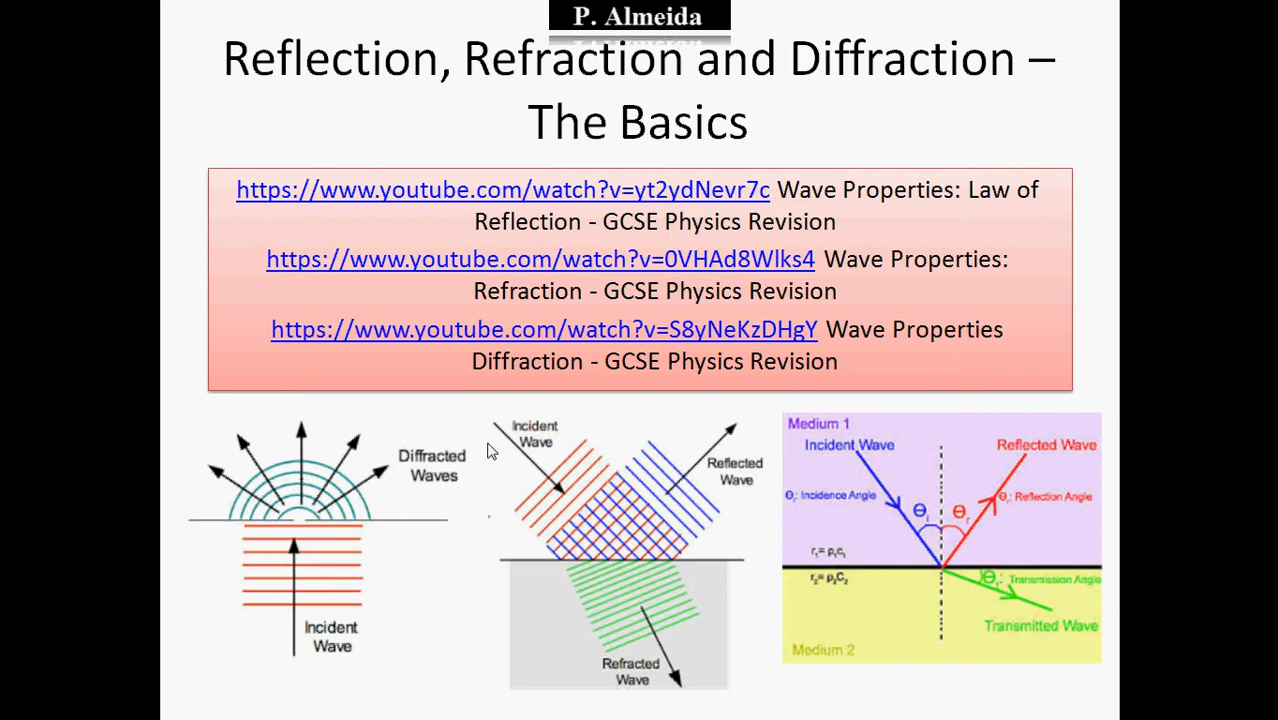 P. Almeida
Reflection, Refraction and Diffraction –
The Basics
https://www.youtube.com/watch?v=yt2ydNevr7c Wave Properties: Law of
Reflection - GCSE Physics Revision
https://www.youtube.com/watch?v=0VHAd8Wlks4 Wave Properties:
Refraction - GCSE Physics Revision
https://www.youtube.com/watch?v=S8yNeKzDHgY Wave Properties
Diffraction - GCSE Physics Revision
Diffracted
Waves
Incident
Wave
Incident
Wave
Reflected
Wave
Refracted
Wave
Medium 1
Incident Wave
Reflected Wave
Θi: Incidence Angle
Θi
Θr
Θr: Reflection Angle
r₁= ρ₁c₁
r₂= ρ₂C₂
Θt: Transmission Angle
Transmitted Wave
Medium 2